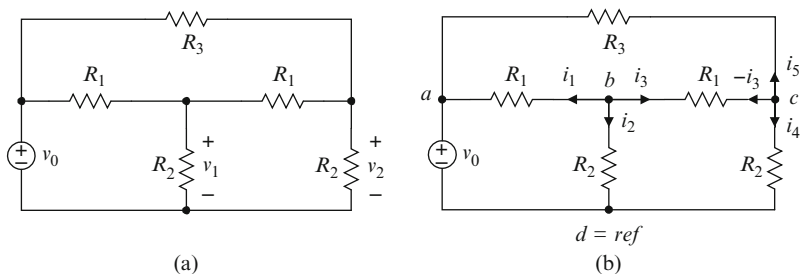 R3
R1
R1
v0
R2
+
v1
−
R2
+
v2
−
(a)
R3
a
R1
i1
b
i3
R1
−i3
i5
c
i4
v0
i2
R2
R2
d = ref
(b)